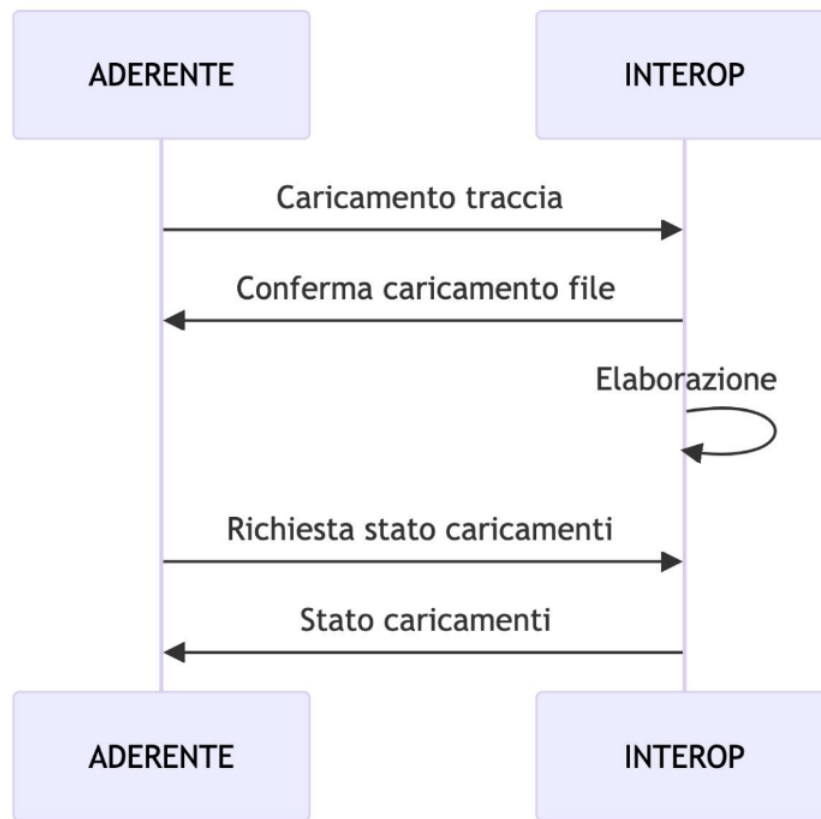 ADERENTE
INTEROP
Caricamento traccia
Conferma caricamento file
Elaborazione
Richiesta stato caricamenti
Stato caricamenti
ADERENTE
INTEROP